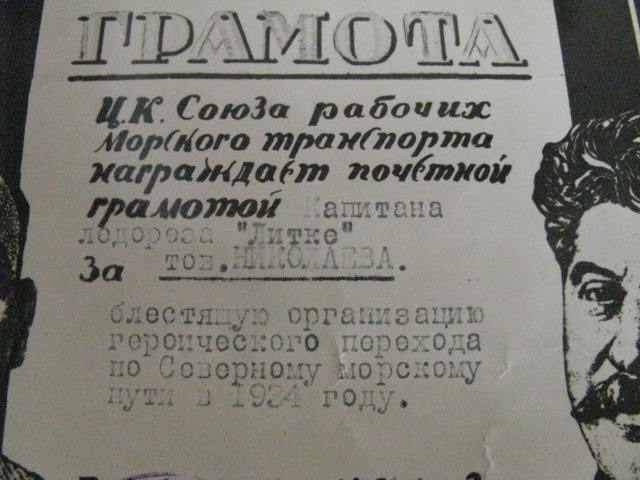 ГРАМОТА
Ц.К. Союза рабочих
Морского транспорта
награждает почетной
грамотой Капитана
ледореза "Литке"
За тов. НИКОЛАЕВА.
блестящую организацию
героического перехода
по Северному морскому
пути в 1934 году.